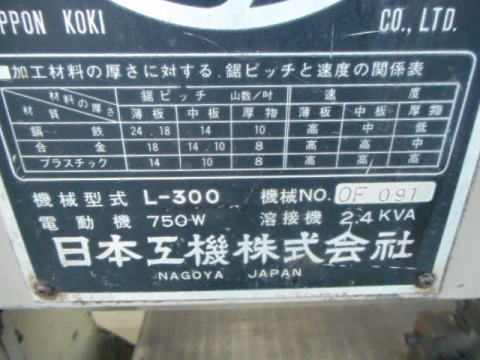 PPON KOKI CO., LTD.
■加工材料の厚さに対する.鋸ピッチと速度の関係表
材料の厚さ 鋸ピッチ 山数/吋 速度
材質 薄板 中板 厚物 薄板 中板 厚物
鋼鉄 24.18 14 10 高 中 低
合金 18 14.10 8 高 高 中
プラスチック 14 10 8 高 高 高
機械型式 L-300 機械NO. OF 091
電動機 750W 溶接機 2.4KVA
日本工機株式会社
NAGOYA JAPAN